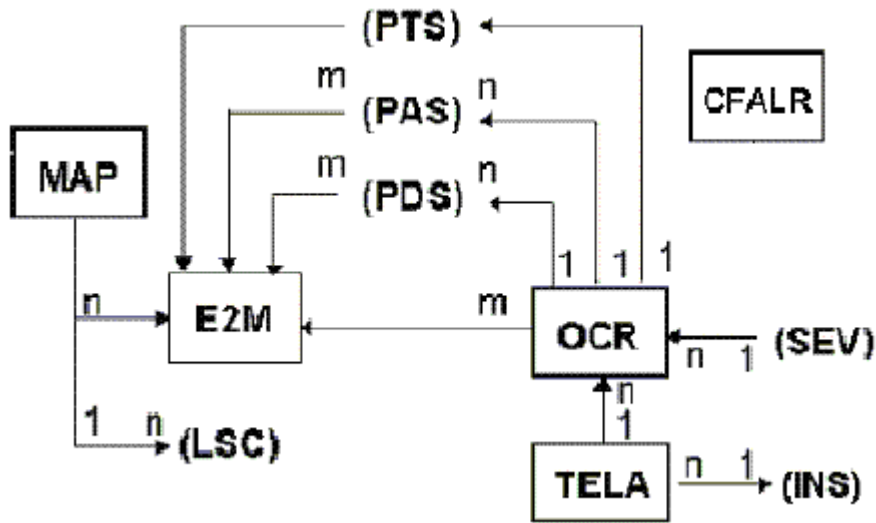 (PTS)
m
n
(PAS)
CFALR
MAP
m
n
(PDS)
1
1
1
n
E2M
m
OCR
n
1
(SEV)
n
1
1
n
(LSC)
TELA
n
1
(INS)